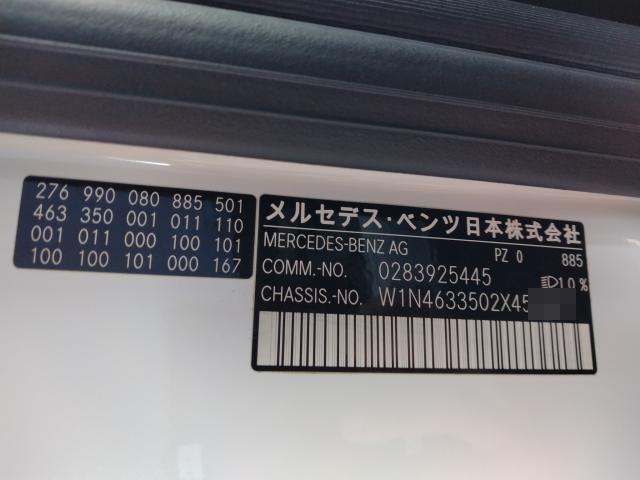 276 990 080 885 501
463 350 001 011 110
001 011 000 100 101
100 100 101 000 167
メルセデス・ベンツ日本株式会社
MERCEDES-BENZ AG PZ 0 885
COMM.-NO. 0283925445 1.0 %
CHASSIS.-NO. W1N4633502X45